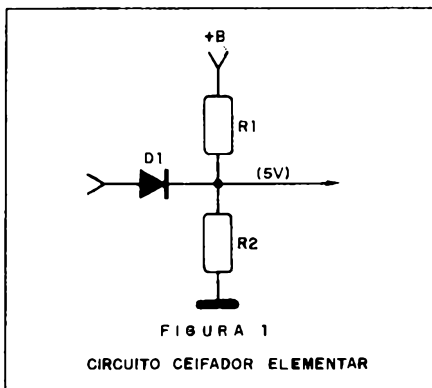 +B
R1
D1
(5V)
R2
FIGURA 1
CIRCUITO CEIFADOR ELEMENTAR